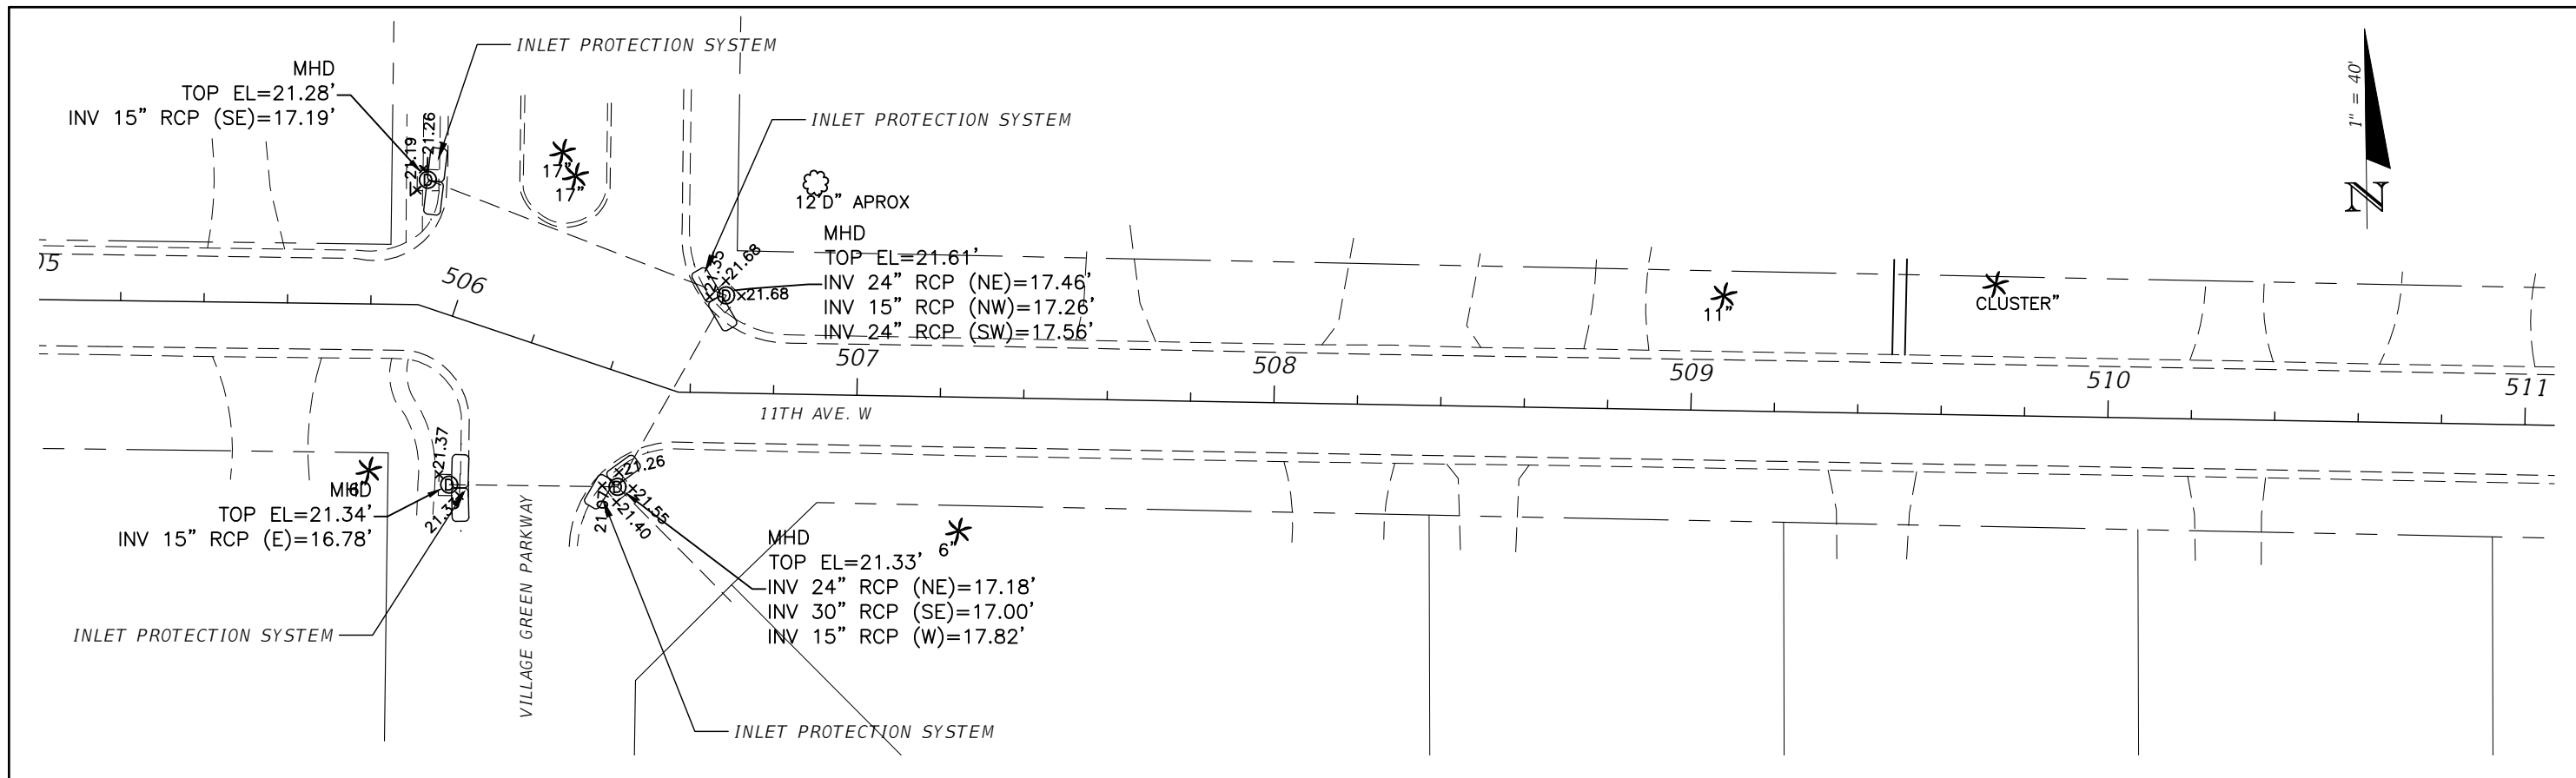 INLET PROTECTION SYSTEM
MHD
TOP EL=21.28'
INV 15" RCP (SE)=17.19'
21.19
21.26
17"
17"
INLET PROTECTION SYSTEM
12'D" APROX
MHD
TOP EL=21.61'
INV 24" RCP (NE)=17.46'
INV 15" RCP (NW)=17.26'
INV 24" RCP (SW)=17.56'
21.35
21.68
21.68
1" = 40'
N
11"
CLUSTER"
506
507
508
509
510
511
11TH AVE. W
21.37
6"
MHD
TOP EL=21.34'
INV 15" RCP (E)=16.78'
INLET PROTECTION SYSTEM
VILLAGE GREEN PARKWAY
21.26
21.55
21.40
6"
MHD
TOP EL=21.33'
INV 24" RCP (NE)=17.18'
INV 30" RCP (SE)=17.00'
INV 15" RCP (W)=17.82'
INLET PROTECTION SYSTEM